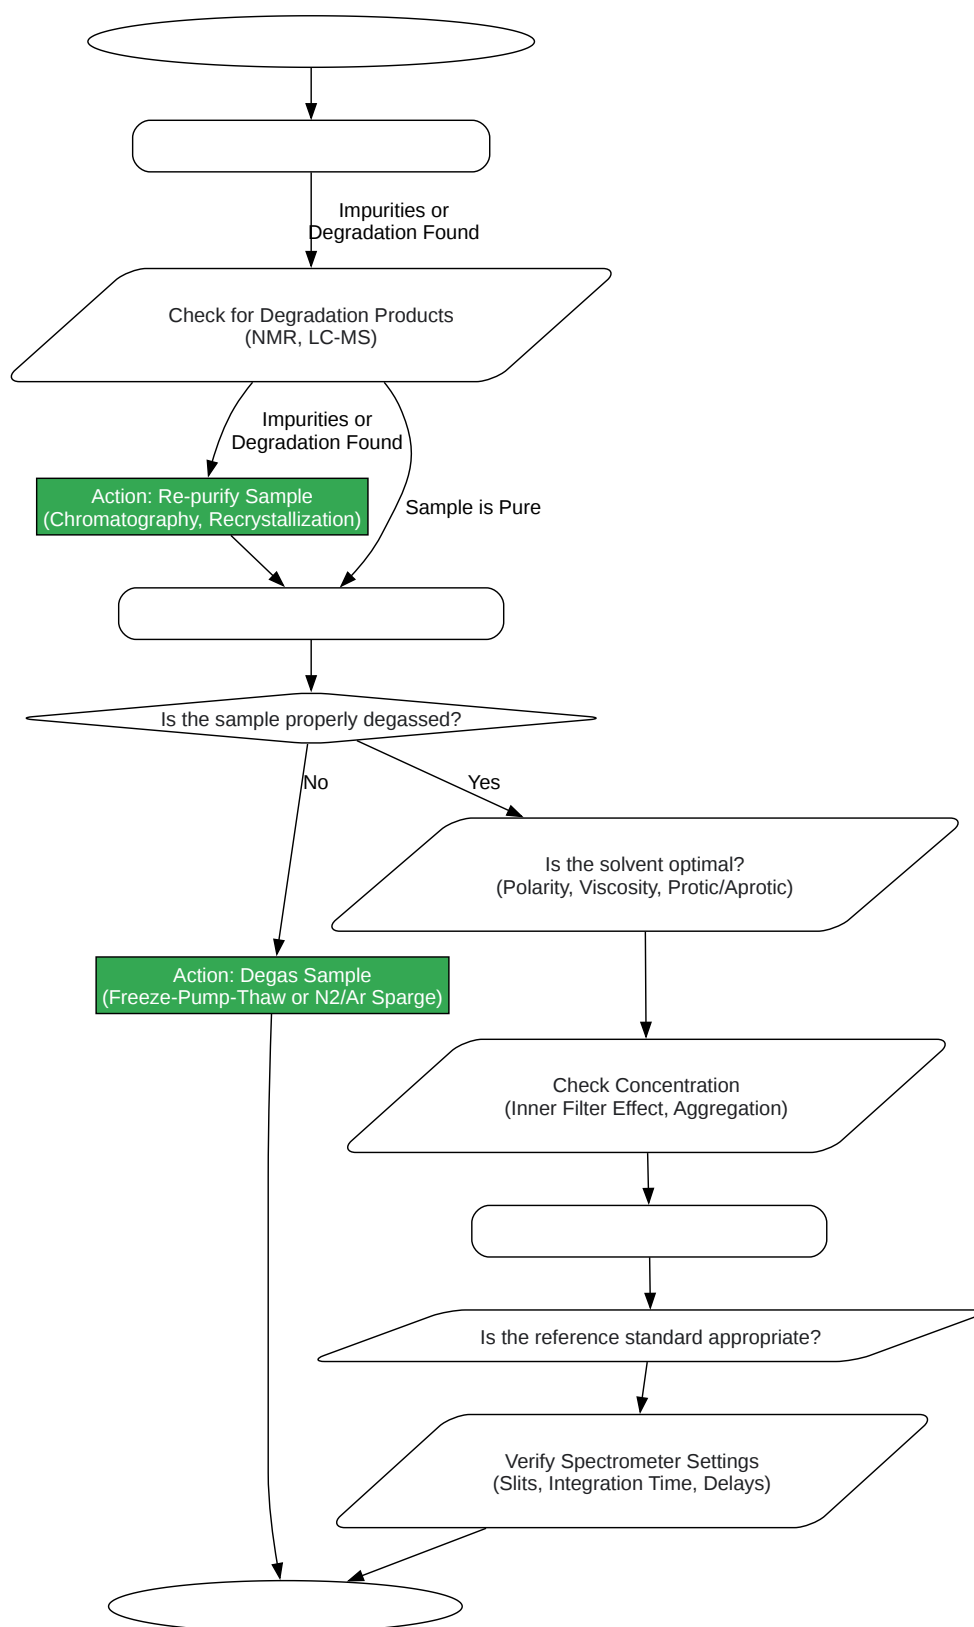 Impurities or
Degradation Found
Check for Degradation Products
(NMR, LC-MS)
Impurities or
Degradation Found
Action: Re-purify Sample
(Chromatography, Recrystallization)
Sample is Pure
Is the sample properly degassed?
No
Yes
Is the solvent optimal?
(Polarity, Viscosity, Protic/Aprotic)
Action: Degas Sample
(Freeze-Pump-Thaw or N2/Ar Sparge)
Check Concentration
(Inner Filter Effect, Aggregation)
Is the reference standard appropriate?
Verify Spectrometer Settings
(Slits, Integration Time, Delays)